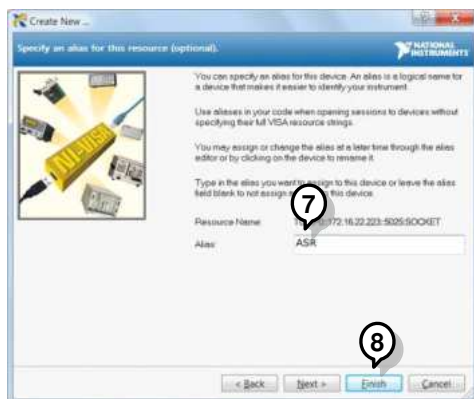 Create New ...
Specify an alias for this resource (optional).
NATIONAL
INSTRUMENTS
You can specify an alias for this device. An alias is a logical name for
a device that makes it easier to identify your instrument.
Use aliases in your code when opening sessions to devices without
specifying their full VISA resource strings.
You may assign or change the alias at a later time through the alias
editor or by clicking on the device to rename it.
Type in the alias you want to assign to this device or leave the alias
field blank to not assign to this device.
7
Resource Name: 172.16.22.223::5025::SOCKET
Alias: ASR
NI-VISA
8
< Back Next > Finish Cancel